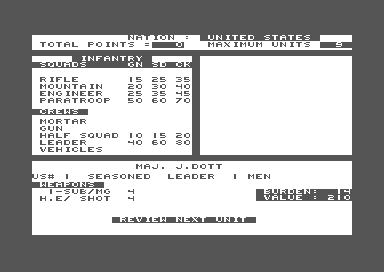 NATION : UNITED STATES
TOTAL POINTS = 0 MAXIMUM UNITS 9
INFANTRY
SQUADS GN SD CK
RIFLE 15 25 35
MOUNTAIN 20 30 40
ENGINEER 25 35 45
PARATROOP 50 60 70
CREWS
MORTAR
GUN
HALF SQUAD 10 15 20
LEADER 40 60 80
VEHICLES
MAJ. J.DOTT
US# 1 SEASONED LEADER 1 MEN
WEAPONS
1-SUB/MG 4
H.E/ SHOT 4
BURDEN: 14
VALUE : 210
REVIEW NEXT UNIT